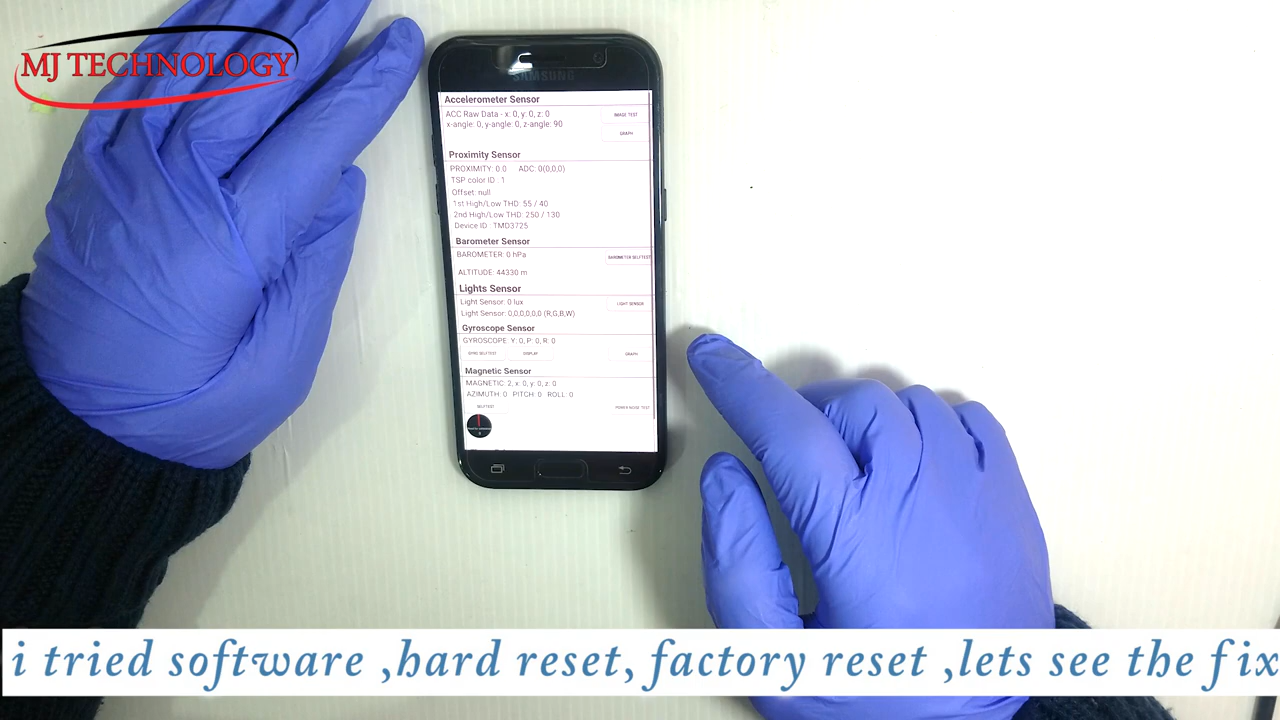 MJ TECHNOLOGY
SAMSUNG
Accelerometer Sensor
ACC Raw Data - x: 0, y: 0, z: 0
x-angle: 0, y-angle: 0, z-angle: 90
IMAGE TEST
GRAPH
Proximity Sensor
PROXIMITY: 0.0 ADC: 0(0,0,0)
TSP color ID : 1
Offset: null
1st High/Low THD: 55 / 40
2nd High/Low THD: 250 / 130
Device ID : TMD3725
Barometer Sensor
BAROMETER: 0 hPa
BAROMETER SELFTEST
ALTITUDE: 44330 m
Lights Sensor
Light Sensor: 0 lux
LIGHT SENSOR
Light Sensor: 0,0,0,0,0,0 (R,G,B,W)
Gyroscope Sensor
GYROSCOPE Y: 0, P: 0, R: 0
GYRO SELFTEST DISPLAY GRAPH
Magnetic Sensor
MAGNETIC: 2, x: 0, y: 0, z: 0
AZIMUTH: 0 PITCH: 0 ROLL: 0
SELFTEST POWER NOISE TEST
i tried software ,hard reset, factory reset ,lets see the fix